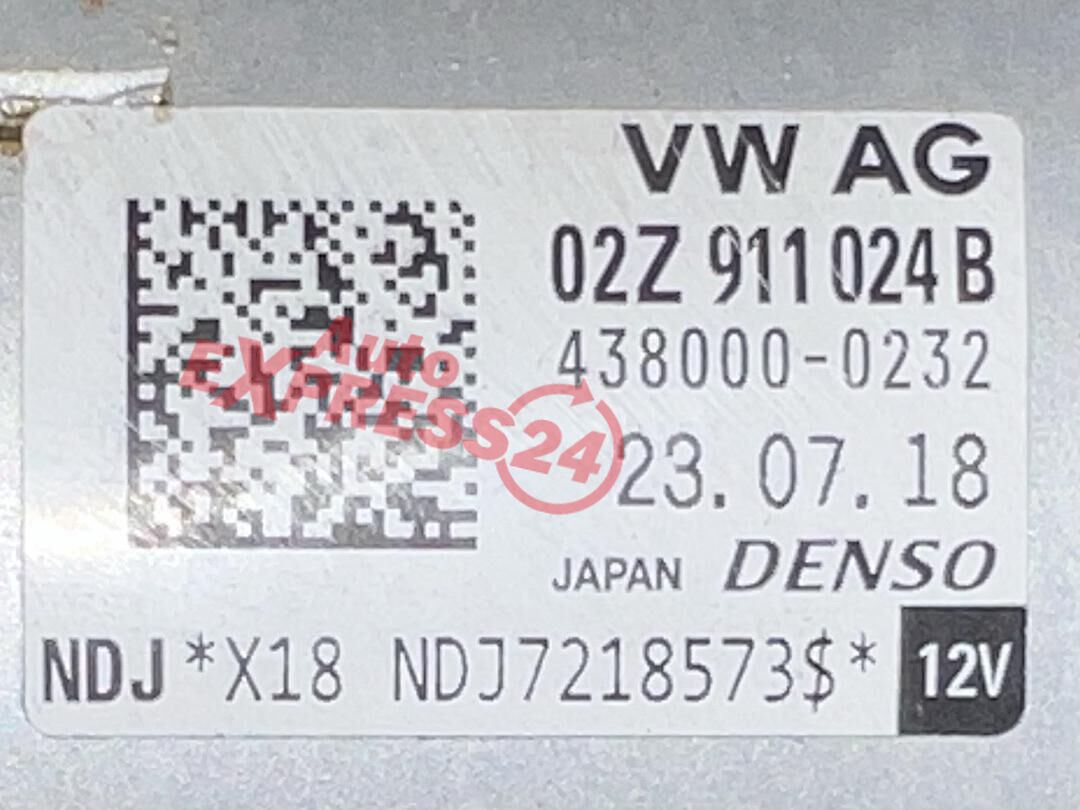 VW AG
02Z 911 024 B
438000-0232
23.07.18
JAPAN DENSO
NDJ *X18 NDJ7218573$* 12V
Auto
EXPRESS24